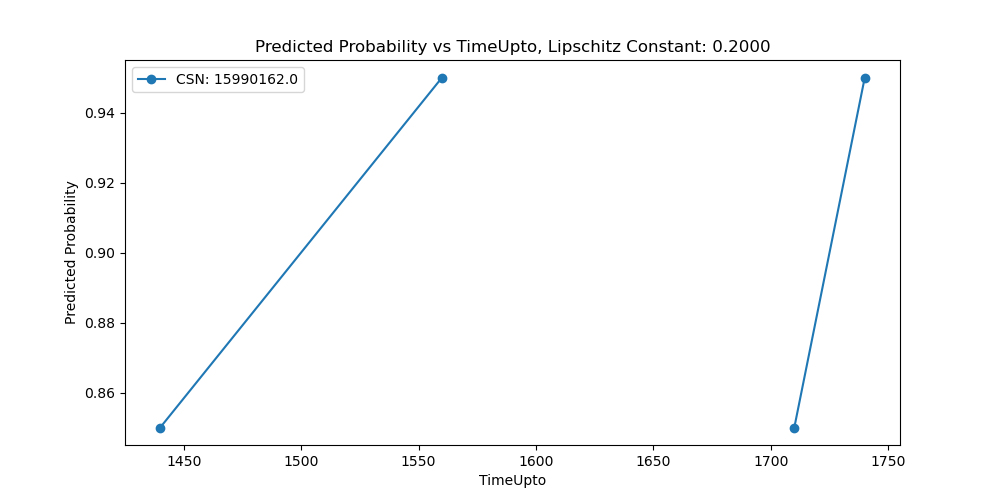 Predicted Probability vs TimeUpto, Lipschitz Constant: 0.2000
CSN: 15990162.0
Predicted Probability
0.94
0.92
0.90
0.88
0.86
1450 1500 1550 1600 1650 1700 1750
TimeUpto